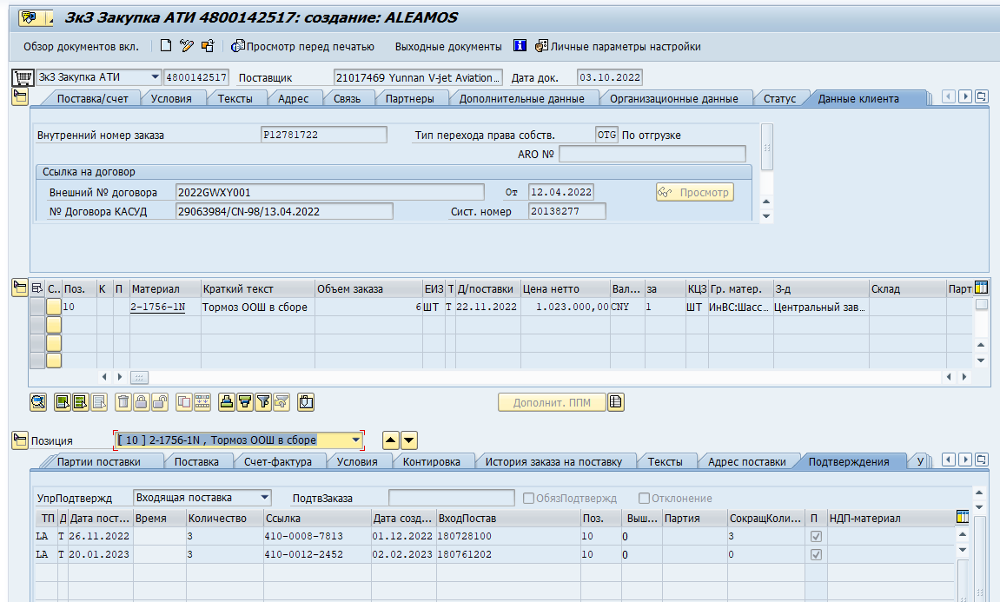 ЗкЗ Закупка АТИ 4800142517: создание: ALEAMOS
Обзор документов вкл. Просмотр перед печатью Выходные документы Личные параметры настройки
ЗкЗ Закупка АТИ 4800142517 Поставщик 21017469 Yunnan V-jet Aviation... Дата док. 03.10.2022
Поставка/счет Условия Тексты Адрес Связь Партнеры Дополнительные данные Организационные данные Статус Данные клиента
Внутренний номер заказа P12781722 Тип перехода права собств. OTG По отгрузке
ARO №
Ссылка на договор
Внешний № договора 2022GWXY001 От 12.04.2022 Просмотр
№ Договора КАСУД 29063984/CN-98/13.04.2022 Сист. номер 20138277
С.. Поз. К П Материал Краткий текст Объем заказа ЕИЗ Т Д/поставки Цена нетто Вал... за КЦЗ Гр. матер. З-д Склад Парт
10 2-1756-1N Тормоз ООШ в сборе 6 ШТ T 22.11.2022 1.023.000,00 CNY 1 ШТ ИнВС:Шасс... Центральный зав...
Дополнит. ППМ
Позиция [ 10 ] 2-1756-1N , Тормоз ООШ в сборе
Партии поставки Поставка Счет-фактура Условия Контировка История заказа на поставку Тексты Адрес поставки Подтверждения У
УпрПодтвержд Входящая поставка ПодтвЗаказа ОбязПодтвержд Отклонение
ТП Д Дата пост... Время Количество Ссылка Дата созд... ВходПостав Поз. Выш... Партия СокращКоли... П НДП-материал
LA T 26.11.2022 3 410-0008-7813 01.12.2022 180728100 10 0 3
LA T 20.01.2023 3 410-0012-2452 02.02.2023 180761202 10 0 0